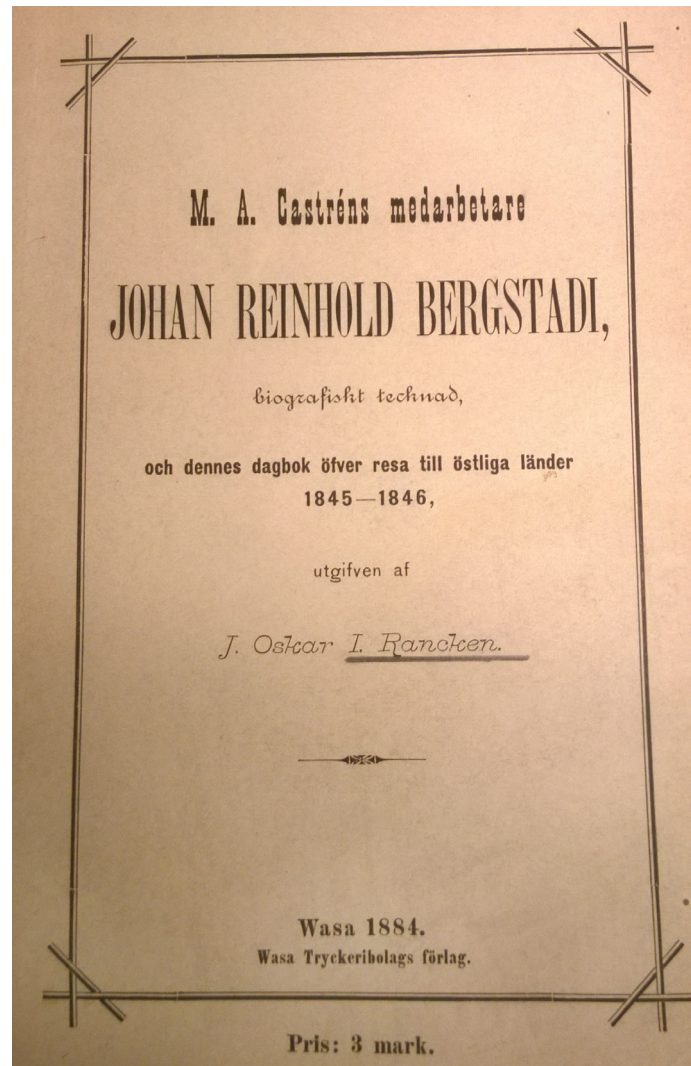 M. A. Castréns medarbetare
JOHAN REINHOLD BERGSTADI,
biografiskt tecknad,
och dennes dagbok öfver resa till östliga länder
1845—1846,
utgifven af
J. Oskar I. Rancken.
Wasa 1884.
Wasa Tryckeribolags förlag.
Pris: 3 mark.